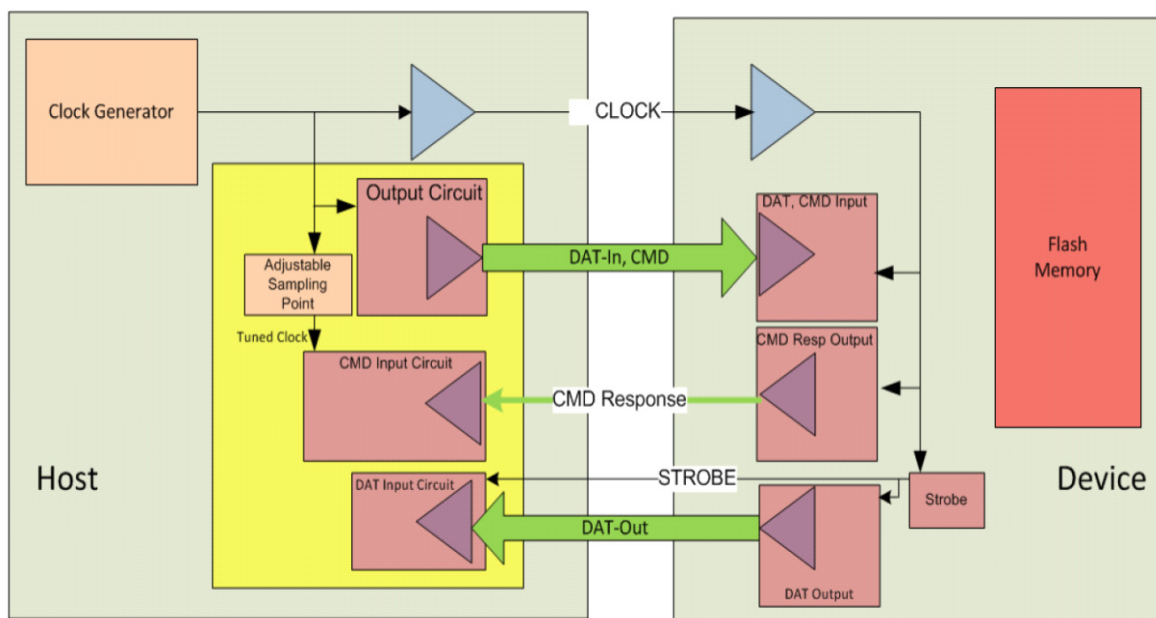 Clock Generator
CLOCK
Output Circuit
DAT, CMD Input
Flash
Memory
DAT-In, CMD
Adjustable
Sampling
Point
Tuned Clock
CMD Input Circuit
CMD Resp Output
CMD Response
Host
STROBE
Device
DAT Input Circuit
Strobe
DAT-Out
DAT Output